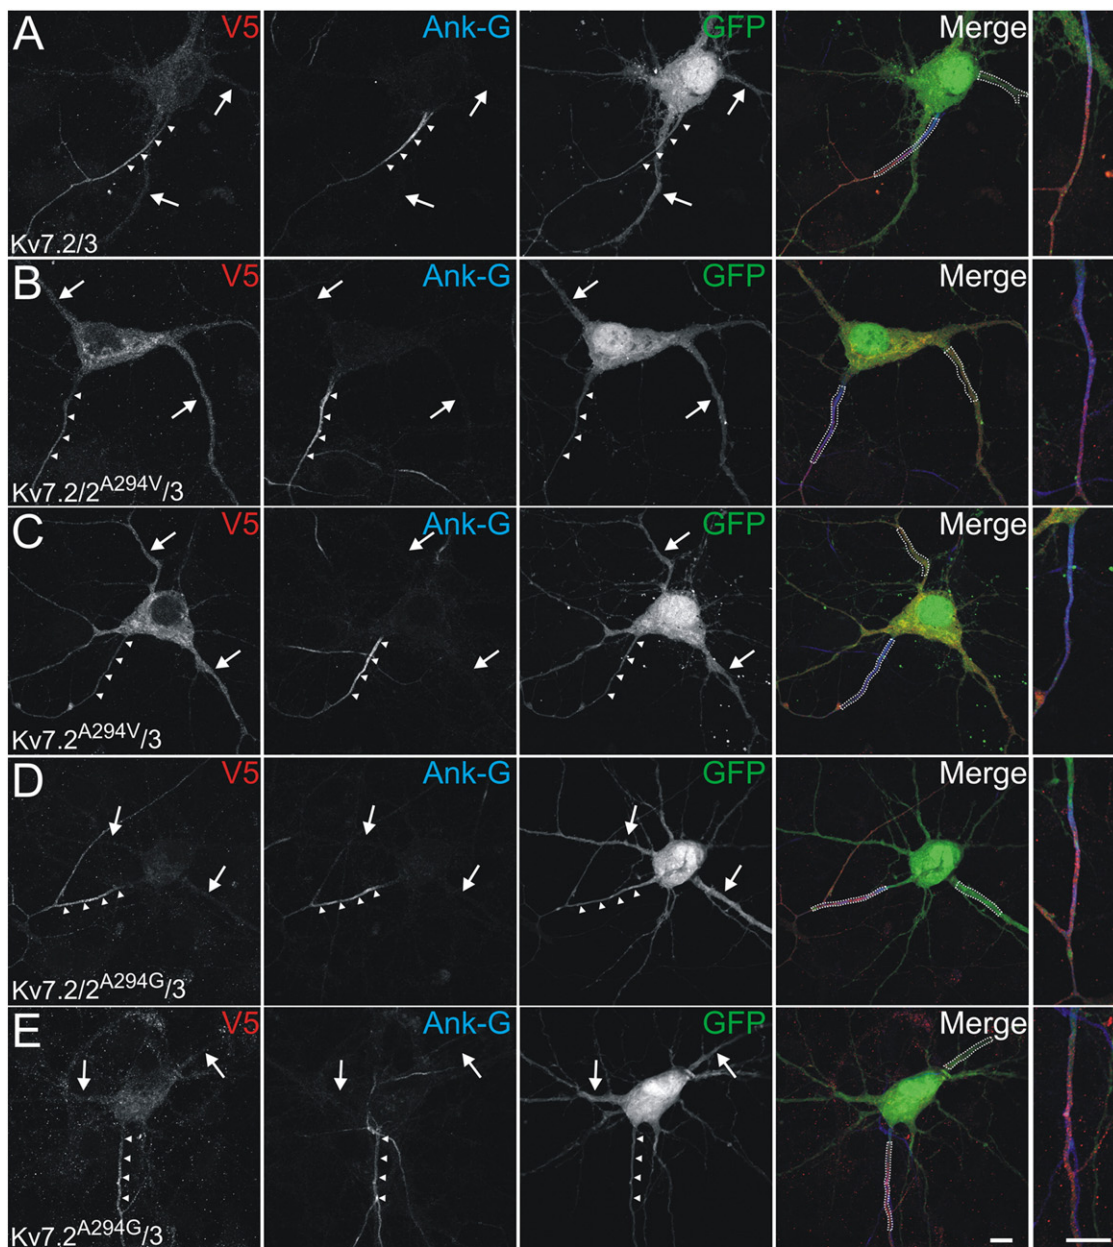 A V5 Ank-G GFP Merge
Kv7.2/3
B V5 Ank-G GFP Merge
Kv7.2/2A294V/3
C V5 Ank-G GFP Merge
Kv7.2A294V/3
D V5 Ank-G GFP Merge
Kv7.2/2A294G/3
E V5 Ank-G GFP Merge
Kv7.2A294G/3